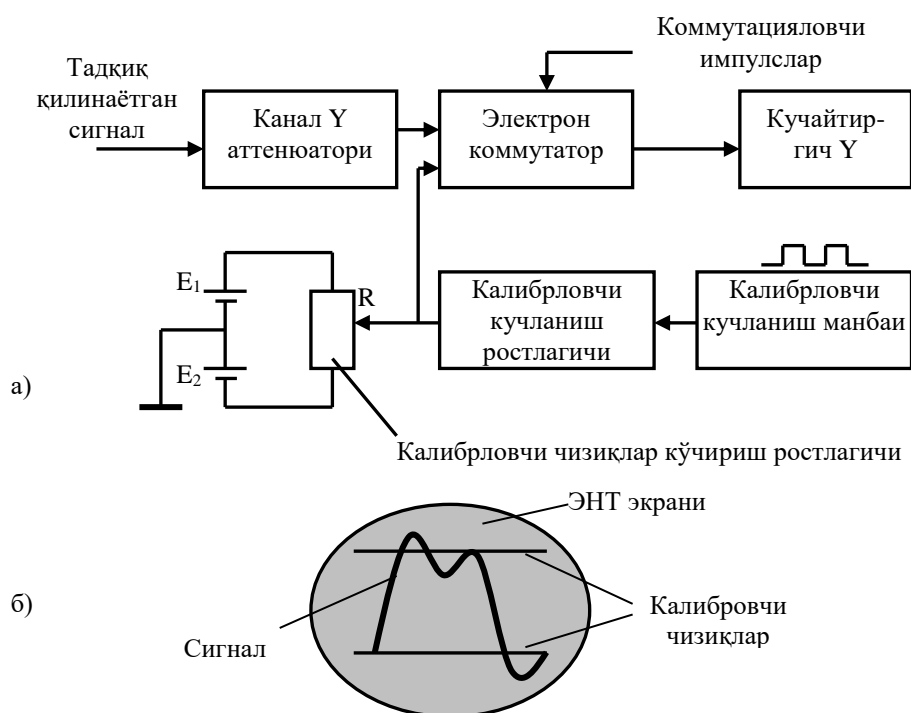 Коммутацияловчи
импулслар
Тадқиқ
қилинаётган
сигнал
Канал Y
аттенюатори
Электрон
коммутатор
Кучайтир-
гич Y
E₁
R
E₂
Калибрловчи
кучланиш
ростлагичи
Калибрловчи
кучланиш манбаи
а)
Калибрловчи чизиқлар кўчириш ростлагичи
ЭНТ экрани
б)
Сигнал
Калибровчи
чизиқлар